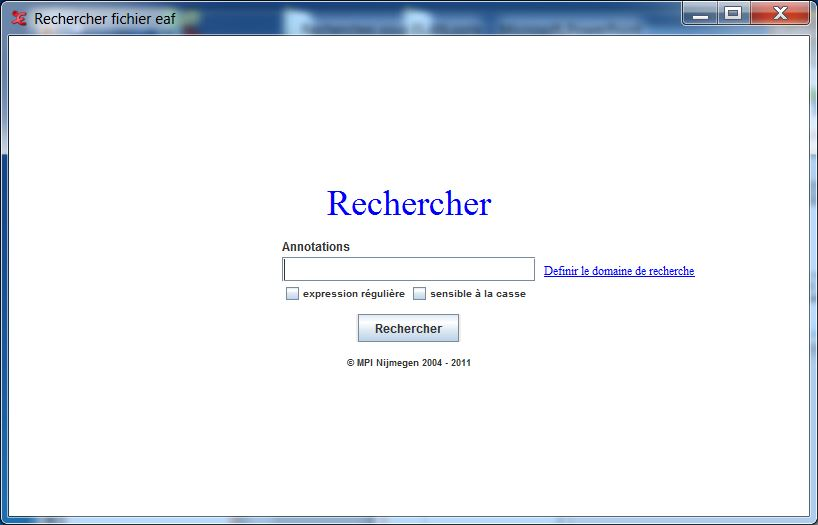 Rechercher fichier eaf
Rechercher
Annotations
Definir le domaine de recherche
expression régulière sensible à la casse
Rechercher
© MPI Nijmegen 2004 - 2011